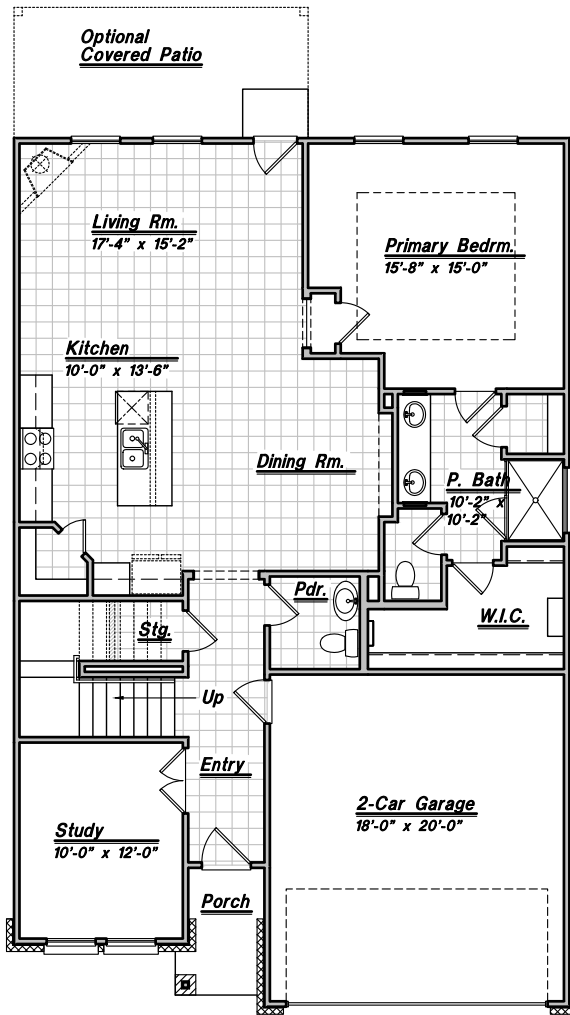 Optional
Covered Patio
Living Rm.
17'-4" x 15'-2"
Primary Bedrm.
15'-8" x 15'-0"
Kitchen
10'-0" x 13'-6"
Dining Rm.
P. Bath
10'-2" x
10'-2"
Pdr.
W.I.C.
Stg.
Up
Entry
2-Car Garage
18'-0" x 20'-0"
Study
10'-0" x 12'-0"
Porch